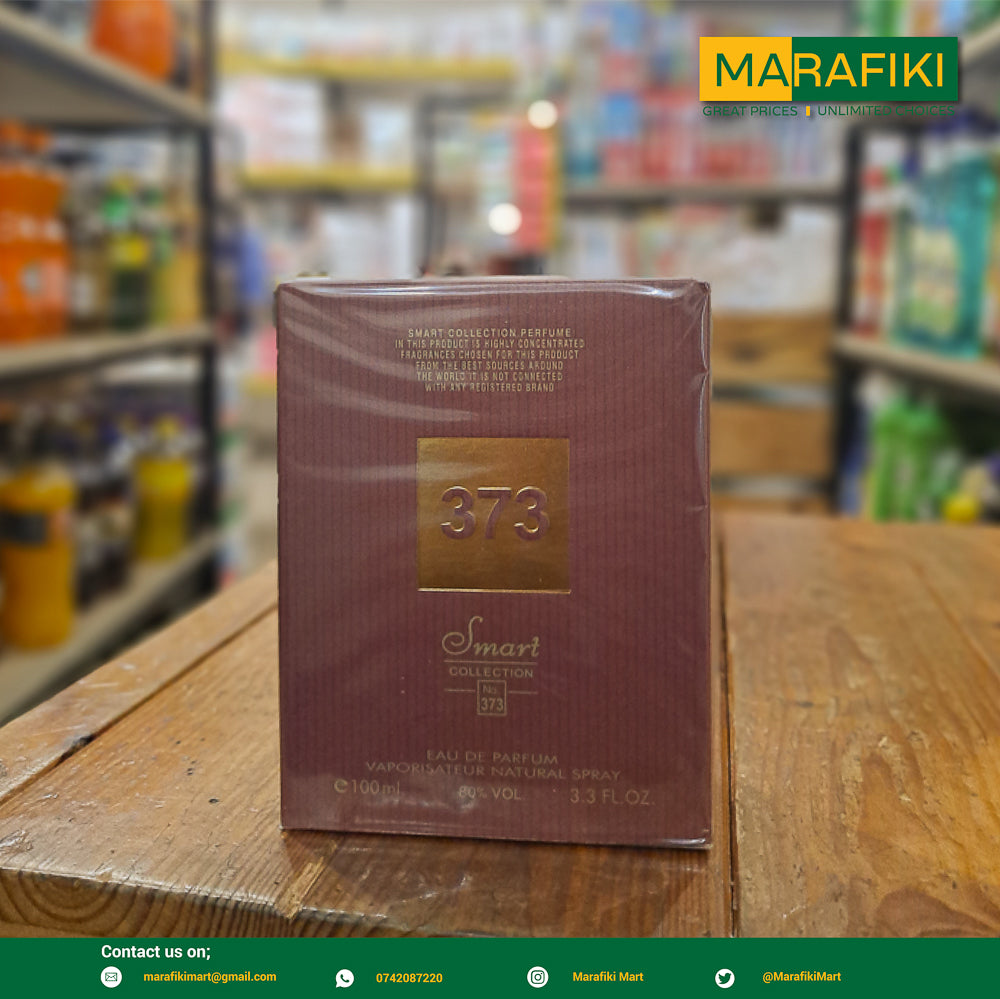 MARAFIKI
GREAT PRICES UNLIMITED CHOICES
SMART COLLECTION PERFUME
IN THIS PRODUCT IS HIGHLY CONCENTRATED
FRAGRANCES CHOSEN FOR THIS PRODUCT
FROM THE BEST SOURCES AROUND
THE WORLD IT IS NOT CONNECTED
WITH ANY REGISTERED BRAND
373
Smart
COLLECTION
No.
373
EAU DE PARFUM
VAPORISATEUR NATURAL SPRAY
e100ml 80% VOL. 3.3 FL.OZ.
Contact us on;
marafikimart@gmail.com 0742087220 Marafiki Mart @MarafikiMart